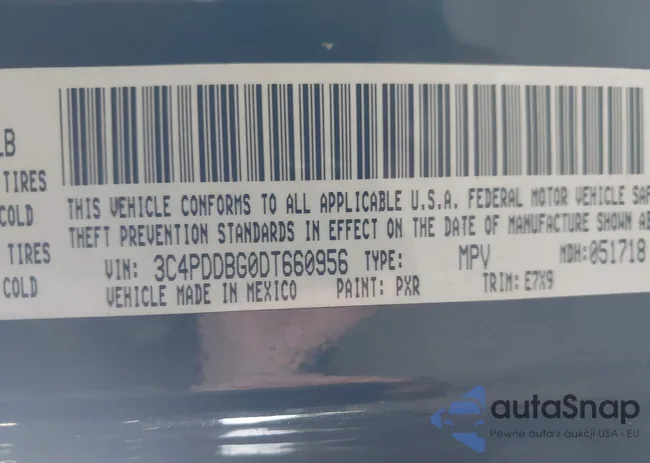 LB
TIRES
COLD
TIRES
COLD
THIS VEHICLE CONFORMS TO ALL APPLICABLE U.S.A. FEDERAL MOTOR VEHICLE SAF
THEFT PREVENTION STANDARDS IN EFFECT ON THE DATE OF MANUFACTURE SHOWN AB
VIN: 3C4PDDBG0DT660956 TYPE: MPV MDH:051718
VEHICLE MADE IN MEXICO PAINT: PXR TRIM: E7X9
autaSnap
Pewne auta z aukcji USA i EU